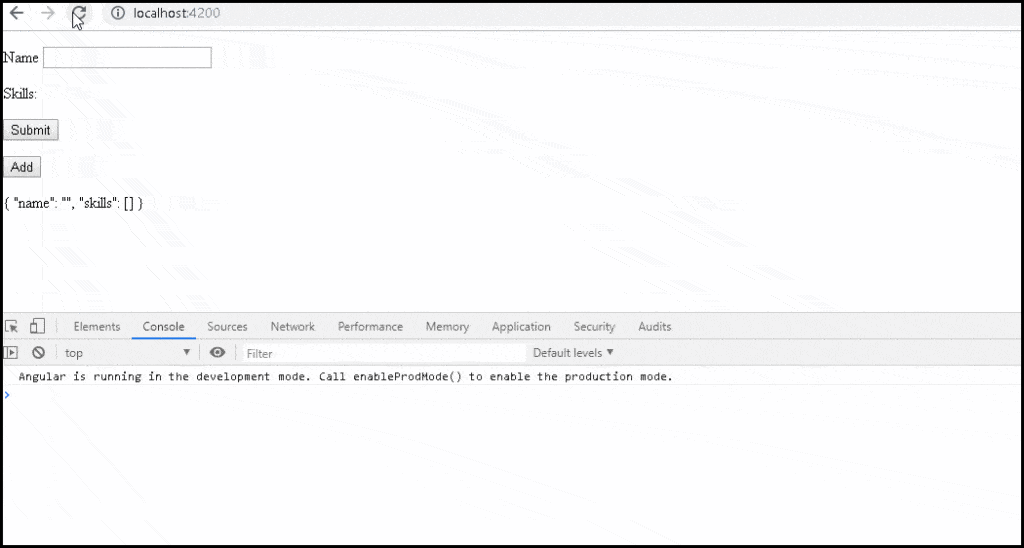 localhost:4200
Name
Skills:
Submit
Add
{ "name": "", "skills": [] }
Elements Console Sources Network Performance Memory Application Security Audits
top ▼ Filter Default levels ▼
Angular is running in the development mode. Call enableProdMode() to enable the production mode.
>